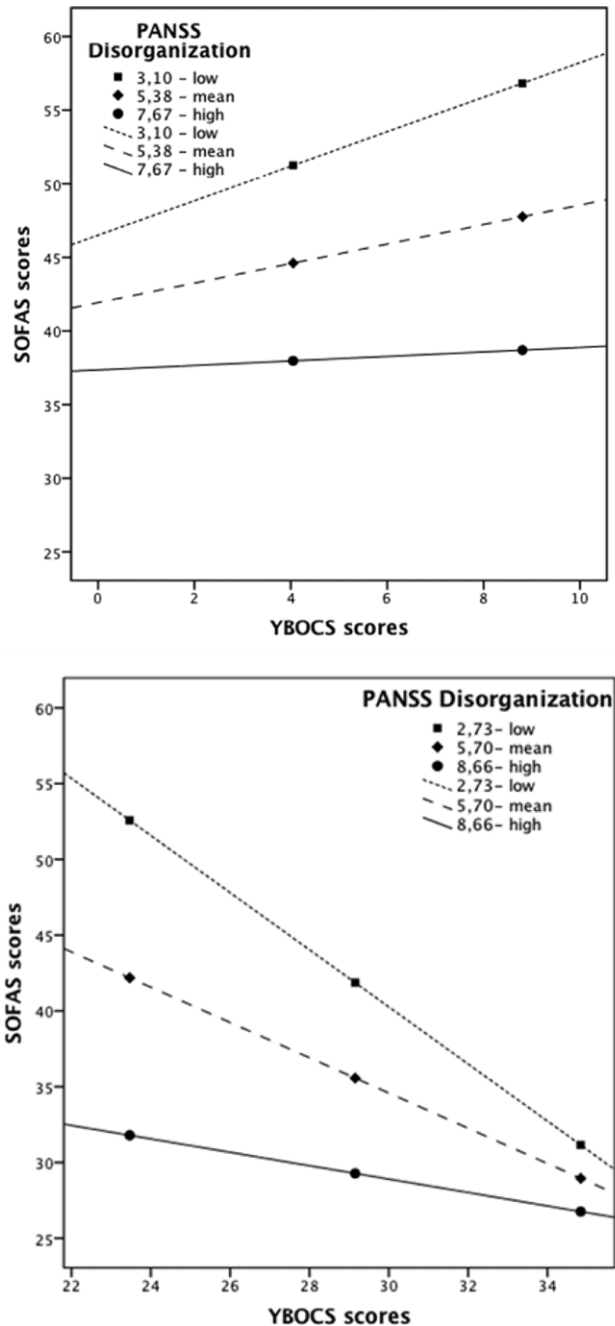 PANSS
Disorganization
3,10 – low
5,38 – mean
7,67 – high
3,10 – low
5,38 – mean
7,67 – high
60
55
50
45
40
35
30
25
SOFAS scores
0 2 4 6 8 10
YBOCS scores
PANSS Disorganization
2,73– low
5,70– mean
8,66– high
2,73– low
5,70– mean
8,66– high
60
55
50
45
40
35
30
25
SOFAS scores
22 24 26 28 30 32 34
YBOCS scores